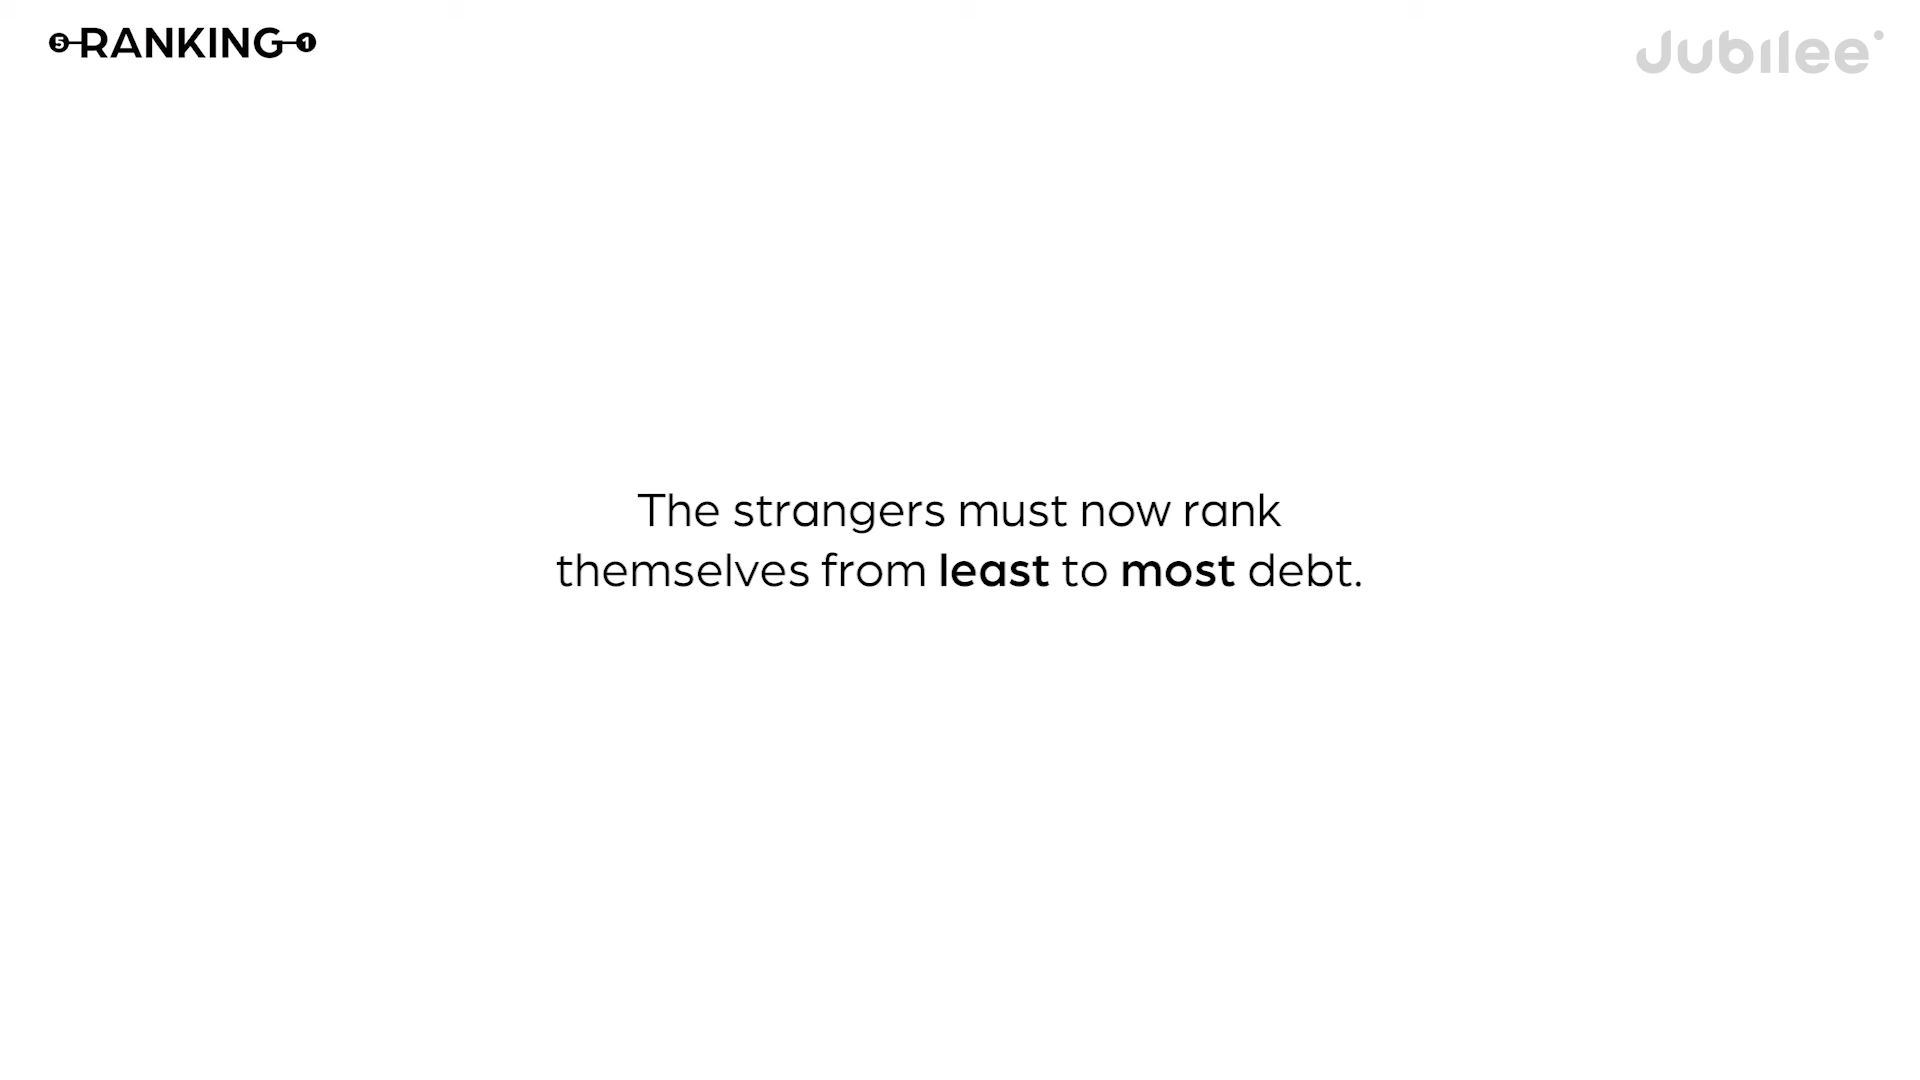 5 RANKING 1
Jubilee
The strangers must now rank
themselves from least to most debt.